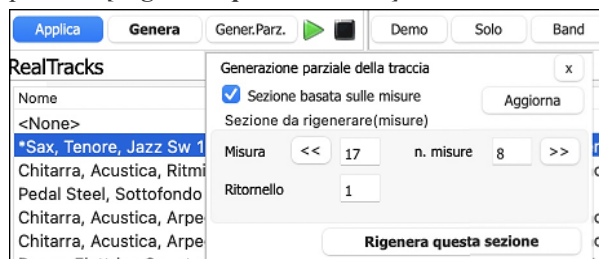 Applica Genera Gener.Parz. Demo Solo Band
RealTracks
Generazione parziale della traccia x
Nome
Sezione basata sulle misure Aggiorna
<None>
Sezione da rigenerare(misure)
*Sax, Tenore, Jazz Sw 1
Misura << 17 n. misure 8 >>
Chitarra, Acustica, Ritmi
Pedal Steel, Sottofondo
Ritornello 1
Chitarra, Acustica, Arpe
Chitarra, Acustica, Arpe
Rigenera questa sezione